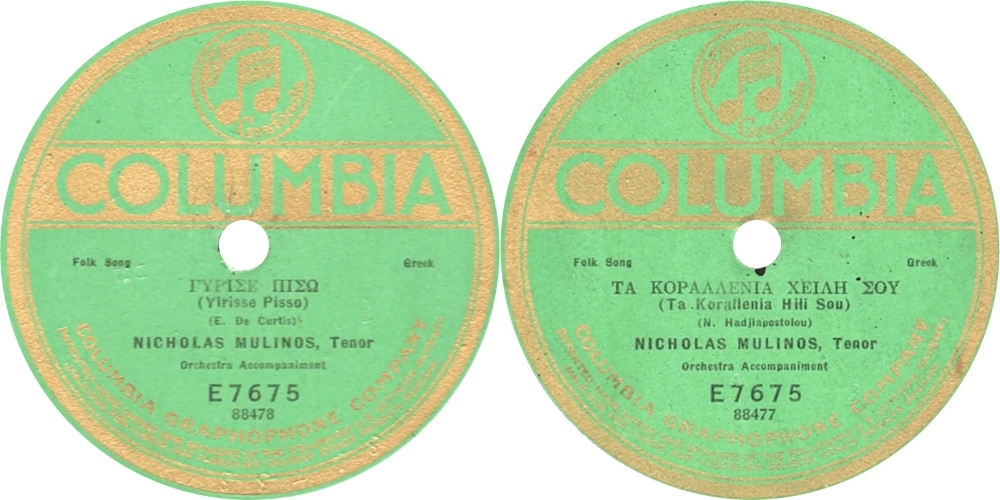 COLUMBIA
Folk Song
Greek
ΓΥΡΙΣΕ ΠΙΣΩ
(Yirisse Pisso)
(E. De Curtis)
NICHOLAS MULINOS, Tenor
Orchestra Accompaniment
E7675
88478
COLUMBIA GRAPHOPHONE COMPANY
COLUMBIA
Folk Song
Greek
ΤΑ ΚΟΡΑΛΛΕΝΙΑ ΧΕΙΛΗ ΣΟΥ
(Ta Korallenia Hili Sou)
(N. Hadjiapostolou)
NICHOLAS MULINOS, Tenor
Orchestra Accompaniment
E7675
88477
COLUMBIA GRAPHOPHONE COMPANY